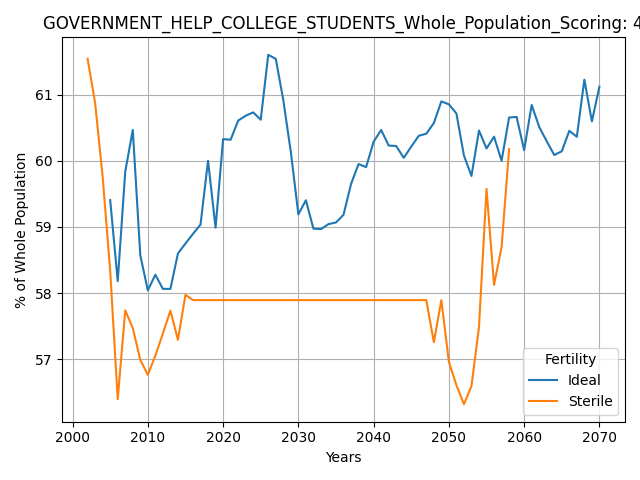 GOVERNMENT_HELP_COLLEGE_STUDENTS_Whole_Population_Scoring: 4
61
60
59
58
57
% of Whole Population
Fertility
Ideal
Sterile
2000 2010 2020 2030 2040 2050 2060 2070
Years